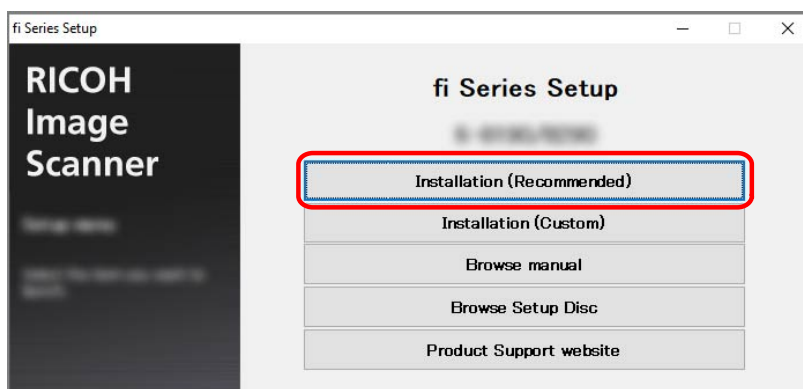 fi Series Setup
RICOH
Image
Scanner
fi Series Setup
Installation (Recommended)
Installation (Custom)
Browse manual
Browse Setup Disc
Product Support website